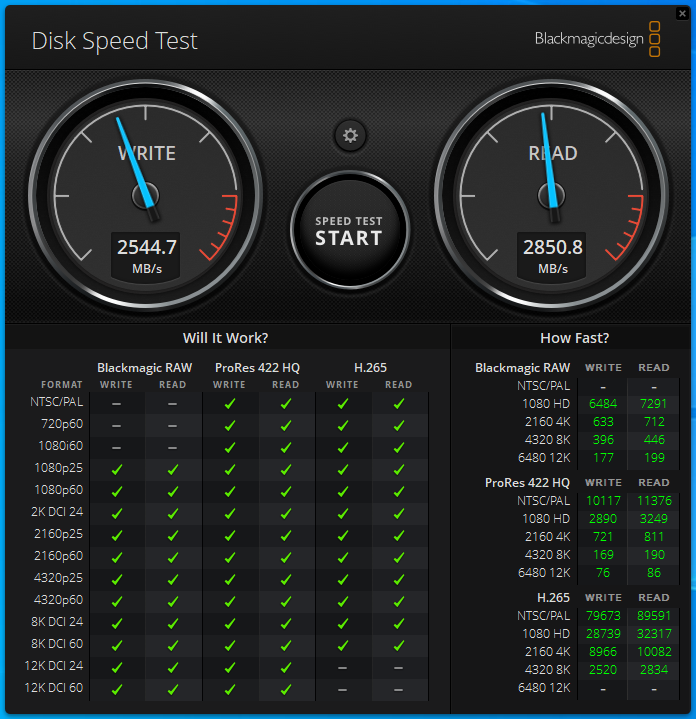 Disk Speed Test
Blackmagicdesign
WRITE
2544.7
MB/s
SPEED TEST
START
READ
2850.8
MB/s
Will It Work?
Blackmagic RAW ProRes 422 HQ H.265
FORMAT WRITE READ WRITE READ WRITE READ
NTSC/PAL – – ✓ ✓ ✓ ✓
720p60 – – ✓ ✓ ✓ ✓
1080i60 – – ✓ ✓ ✓ ✓
1080p25 ✓ ✓ ✓ ✓ ✓ ✓
1080p60 ✓ ✓ ✓ ✓ ✓ ✓
2K DCI 24 ✓ ✓ ✓ ✓ ✓ ✓
2160p25 ✓ ✓ ✓ ✓ ✓ ✓
2160p60 ✓ ✓ ✓ ✓ ✓ ✓
4320p25 ✓ ✓ ✓ ✓ ✓ ✓
4320p60 ✓ ✓ ✓ ✓ ✓ ✓
8K DCI 24 ✓ ✓ ✓ ✓ ✓ ✓
8K DCI 60 ✓ ✓ ✓ ✓ ✓ ✓
12K DCI 24 ✓ ✓ ✓ ✓ – –
12K DCI 60 ✓ ✓ ✓ ✓ – –
How Fast?
Blackmagic RAW WRITE READ
NTSC/PAL – –
1080 HD 6484 7291
2160 4K 633 712
4320 8K 396 446
6480 12K 177 199
ProRes 422 HQ WRITE READ
NTSC/PAL 10117 11376
1080 HD 2890 3249
2160 4K 721 811
4320 8K 169 190
6480 12K 76 86
H.265 WRITE READ
NTSC/PAL 79673 89591
1080 HD 28739 32317
2160 4K 8966 10082
4320 8K 2520 2834
6480 12K – –